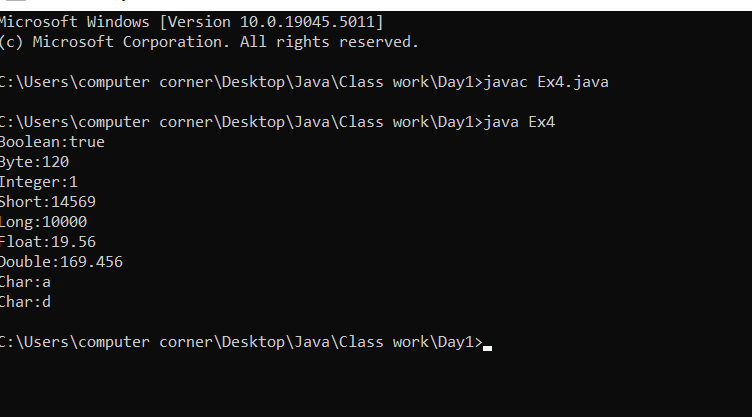 Microsoft Windows [Version 10.0.19045.5011]
(c) Microsoft Corporation. All rights reserved.
C:\Users\computer corner\Desktop\Java\Class work\Day1>javac Ex4.java
C:\Users\computer corner\Desktop\Java\Class work\Day1>java Ex4
Boolean:true
Byte:120
Integer:1
Short:14569
Long:10000
Float:19.56
Double:169.456
Char:a
Char:d
C:\Users\computer corner\Desktop\Java\Class work\Day1>